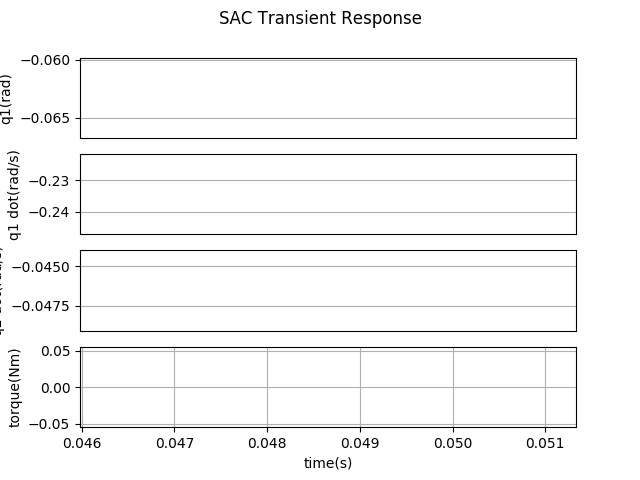 SAC Transient Response
−0.060
−0.065
q1(rad)
−0.23
−0.24
q1 dot(rad/s)
−0.0450
−0.0475
0.05
0.00
−0.05
torque(Nm)
0.046 0.047 0.048 0.049 0.050 0.051
time(s)